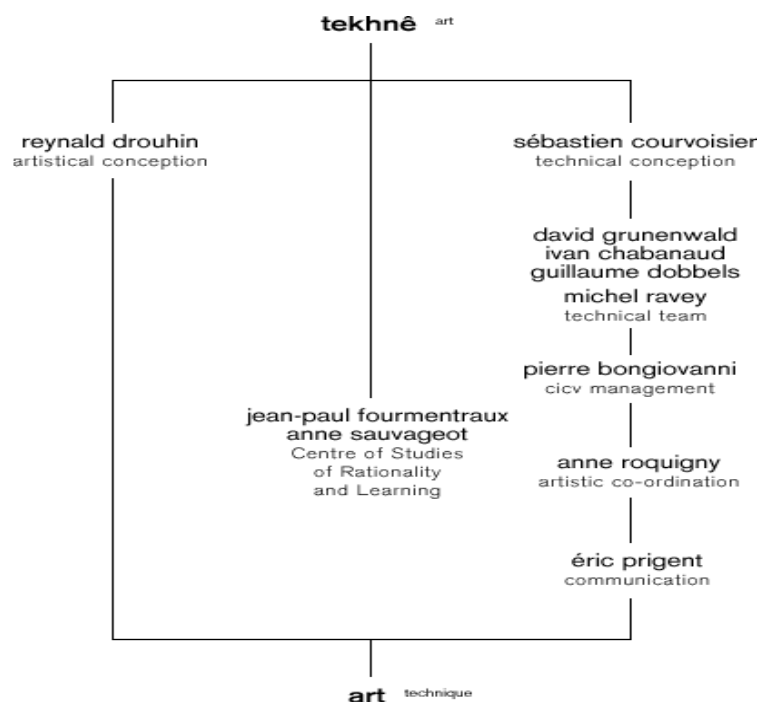 tekhnê art
reynald drouhin
artistical conception
sébastien courvoisier
technical conception
david grunenwald
ivan chabanaud
guillaume dobbels
michel ravey
technical team
pierre bongiovanni
cicv management
jean-paul fourmentraux
anne sauvageot
Centre of Studies
of Rationality
and Learning
anne roquigny
artistic co-ordination
éric prigent
communication
art technique